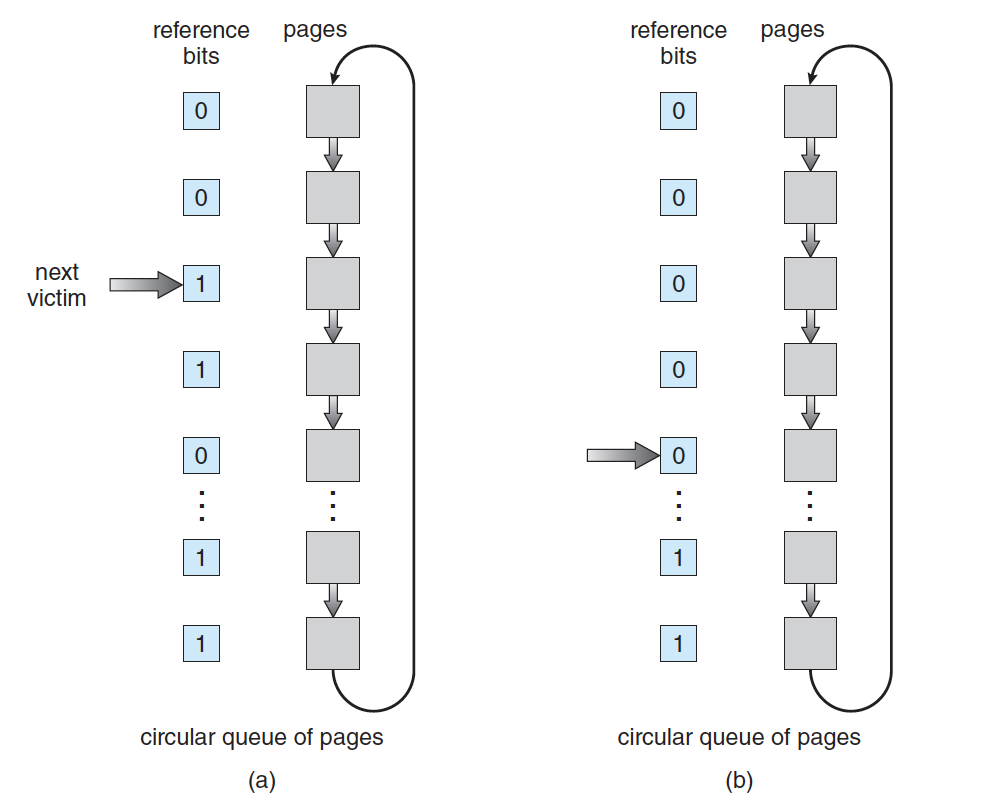 reference bits pages
0
0
next victim
1
1
0
⋮ ⋮
1
1
circular queue of pages
(a)
reference bits pages
0
0
0
0
0
⋮ ⋮
1
1
circular queue of pages
(b)